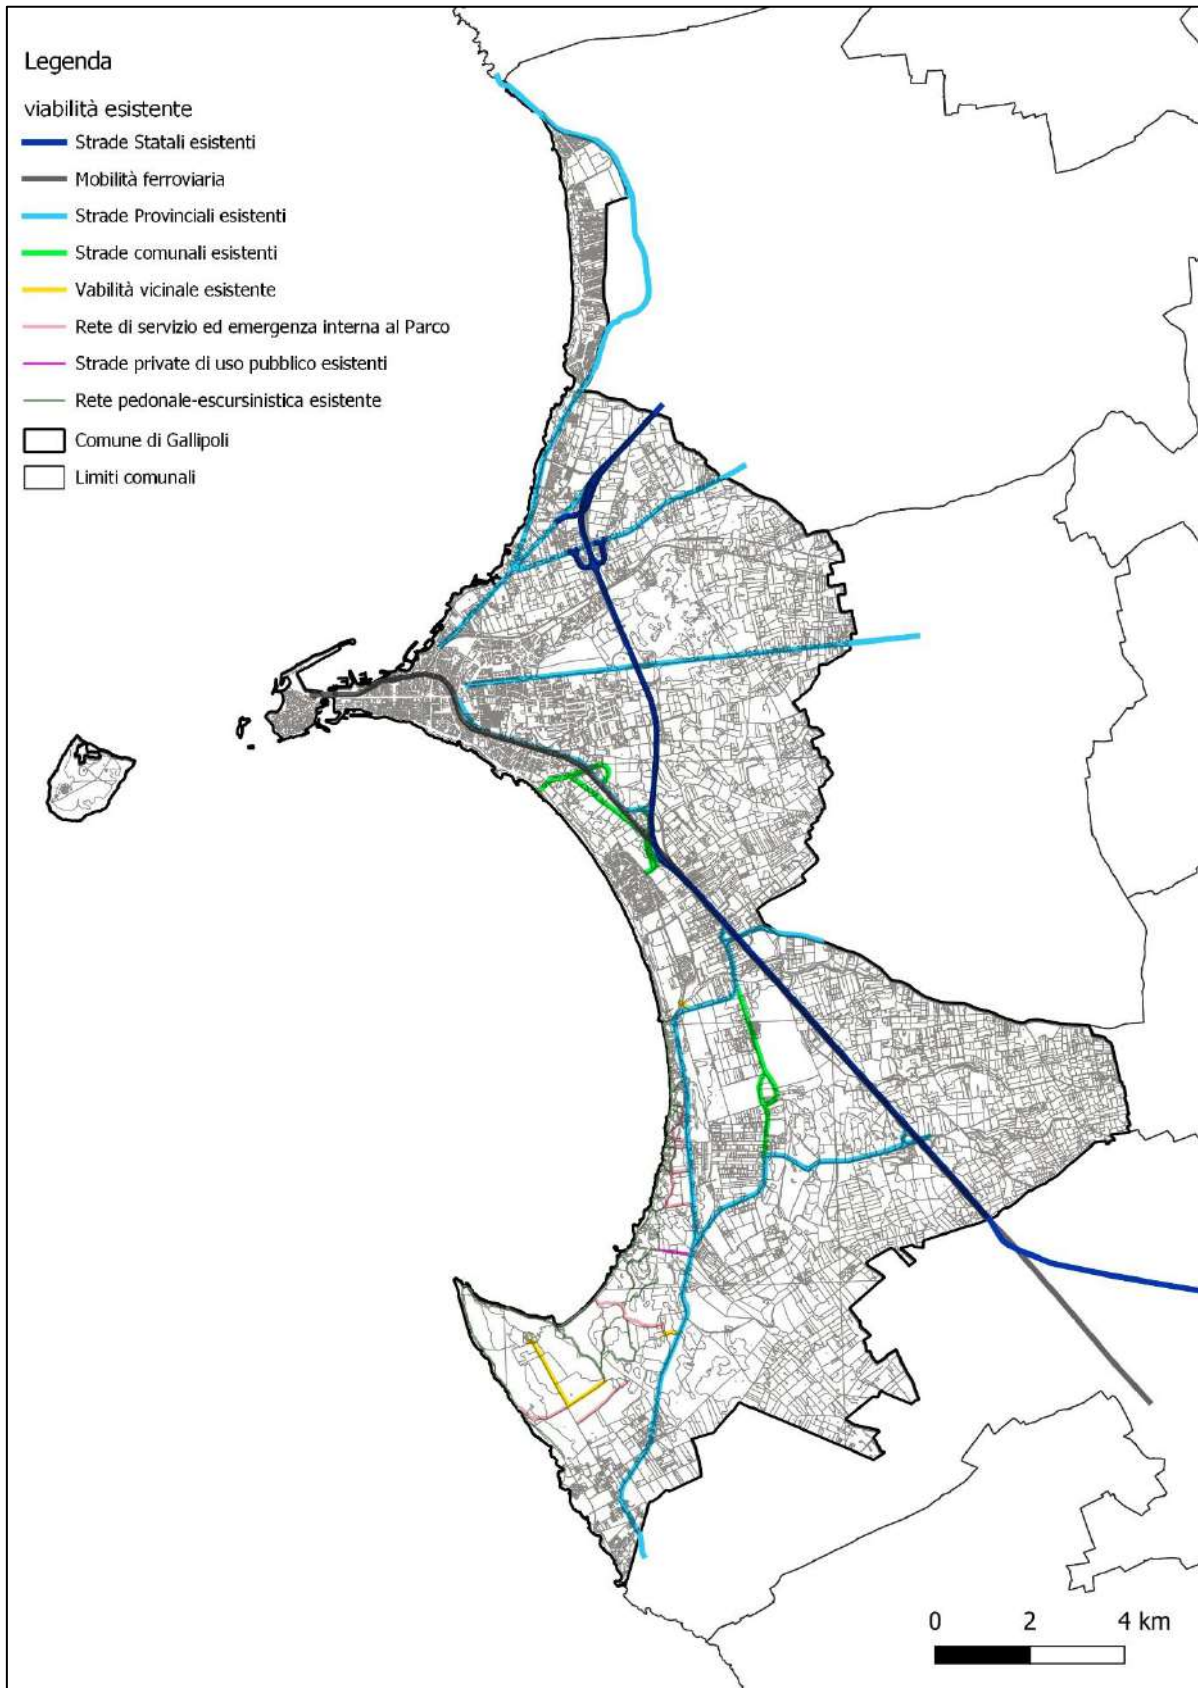 Legenda
viabilità esistente
Strade Statali esistenti
Mobilità ferroviaria
Strade Provinciali esistenti
Strade comunali esistenti
Vabilità vicinale esistente
Rete di servizio ed emergenza interna al Parco
Strade private di uso pubblico esistenti
Rete pedonale-escursinistica esistente
Comune di Gallipoli
Limiti comunali
0 2 4 km